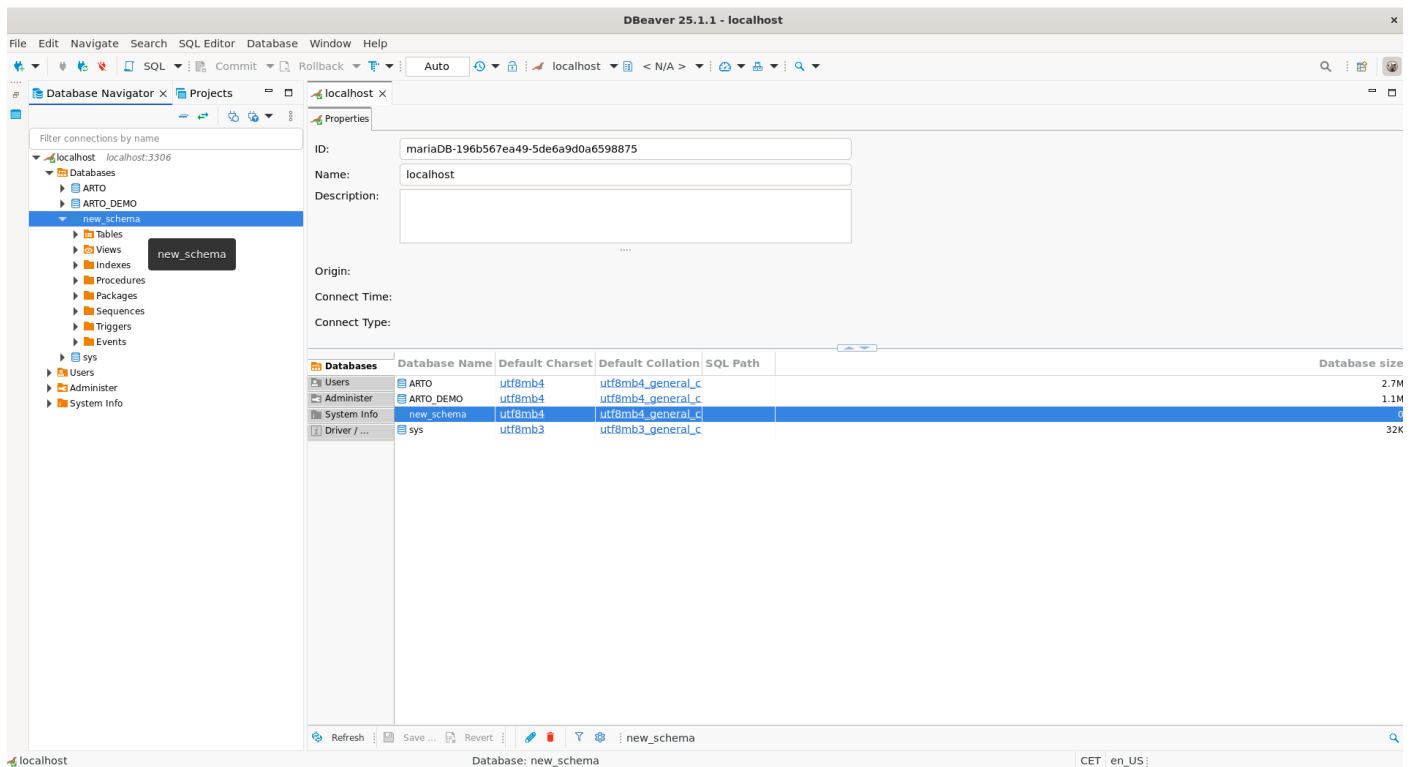 DBeaver 25.1.1 - localhost
File Edit Navigate Search SQL Editor Database Window Help
SQL Commit Rollback Auto localhost < N/A >
Database Navigator Projects
localhost
Properties
Filter connections by name
localhost localhost:3306
Databases
ARTO
ARTO_DEMO
new_schema
Tables
Views
new_schema
Indexes
Procedures
Packages
Sequences
Triggers
Events
sys
Users
Administer
System Info
ID: mariaDB-196b567ea49-5de6a9d0a6598875
Name: localhost
Description:
Origin:
Connect Time:
Connect Type:
Databases
Users
Administer
System Info
Driver / ...
Database Name Default Charset Default Collation SQL Path Database size
ARTO utf8mb4 utf8mb4_general_c 2.7M
ARTO_DEMO utf8mb4 utf8mb4_general_c 1.1M
new_schema utf8mb4 utf8mb4_general_c 0
sys utf8mb3 utf8mb3_general_c 32K
Refresh Save ... Revert new_schema
localhost Database: new_schema CET en_US